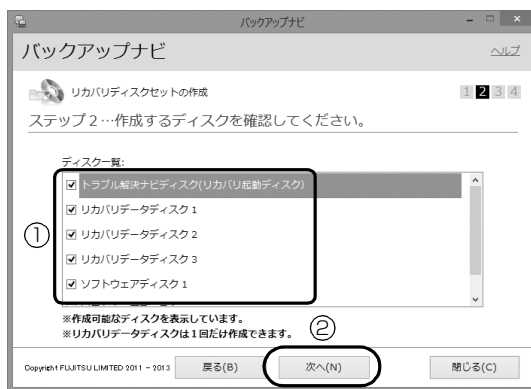 バックアップナビ
バックアップナビ
ヘルプ
リカバリディスクセットの作成
1 2 3 4
ステップ2…作成するディスクを確認してください。
ディスク一覧:
トラブル解決ナビディスク(リカバリ起動ディスク)
リカバリデータディスク 1
リカバリデータディスク 2
リカバリデータディスク 3
ソフトウェアディスク 1
①
※作成可能なディスクを表示しています。
※リカバリデータディスクは1回だけ作成できます。
②
Copyright FUJITSU LIMITED 2011 - 2013
戻る(B)
次へ(N)
閉じる(C)